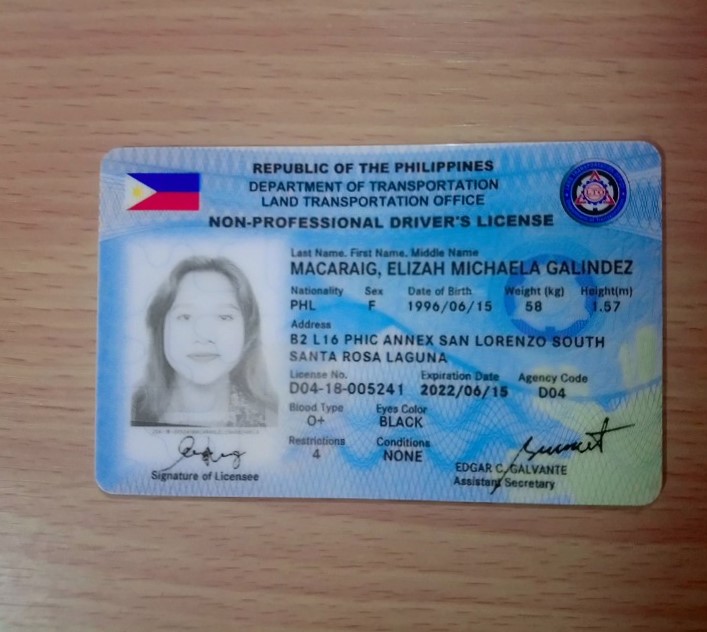 REPUBLIC OF THE PHILIPPINES
DEPARTMENT OF TRANSPORTATION
LAND TRANSPORTATION OFFICE
NON-PROFESSIONAL DRIVER'S LICENSE
Last Name. First Name. Middle Name
MACARAIG, ELIZAH MICHAELA GALINDEZ
Nationality Sex Date of Birth Weight (kg) Height(m)
PHL F 1996/06/15 58 1.57
Address
B2 L16 PHIC ANNEX SAN LORENZO SOUTH
SANTA ROSA LAGUNA
License No. Expiration Date Agency Code
D04-18-005241 2022/06/15 D04
Blood Type Eyes Color
O+ BLACK
Restrictions Conditions
4 NONE
Signature of Licensee
EDGAR C. GALVANTE
Assistant Secretary